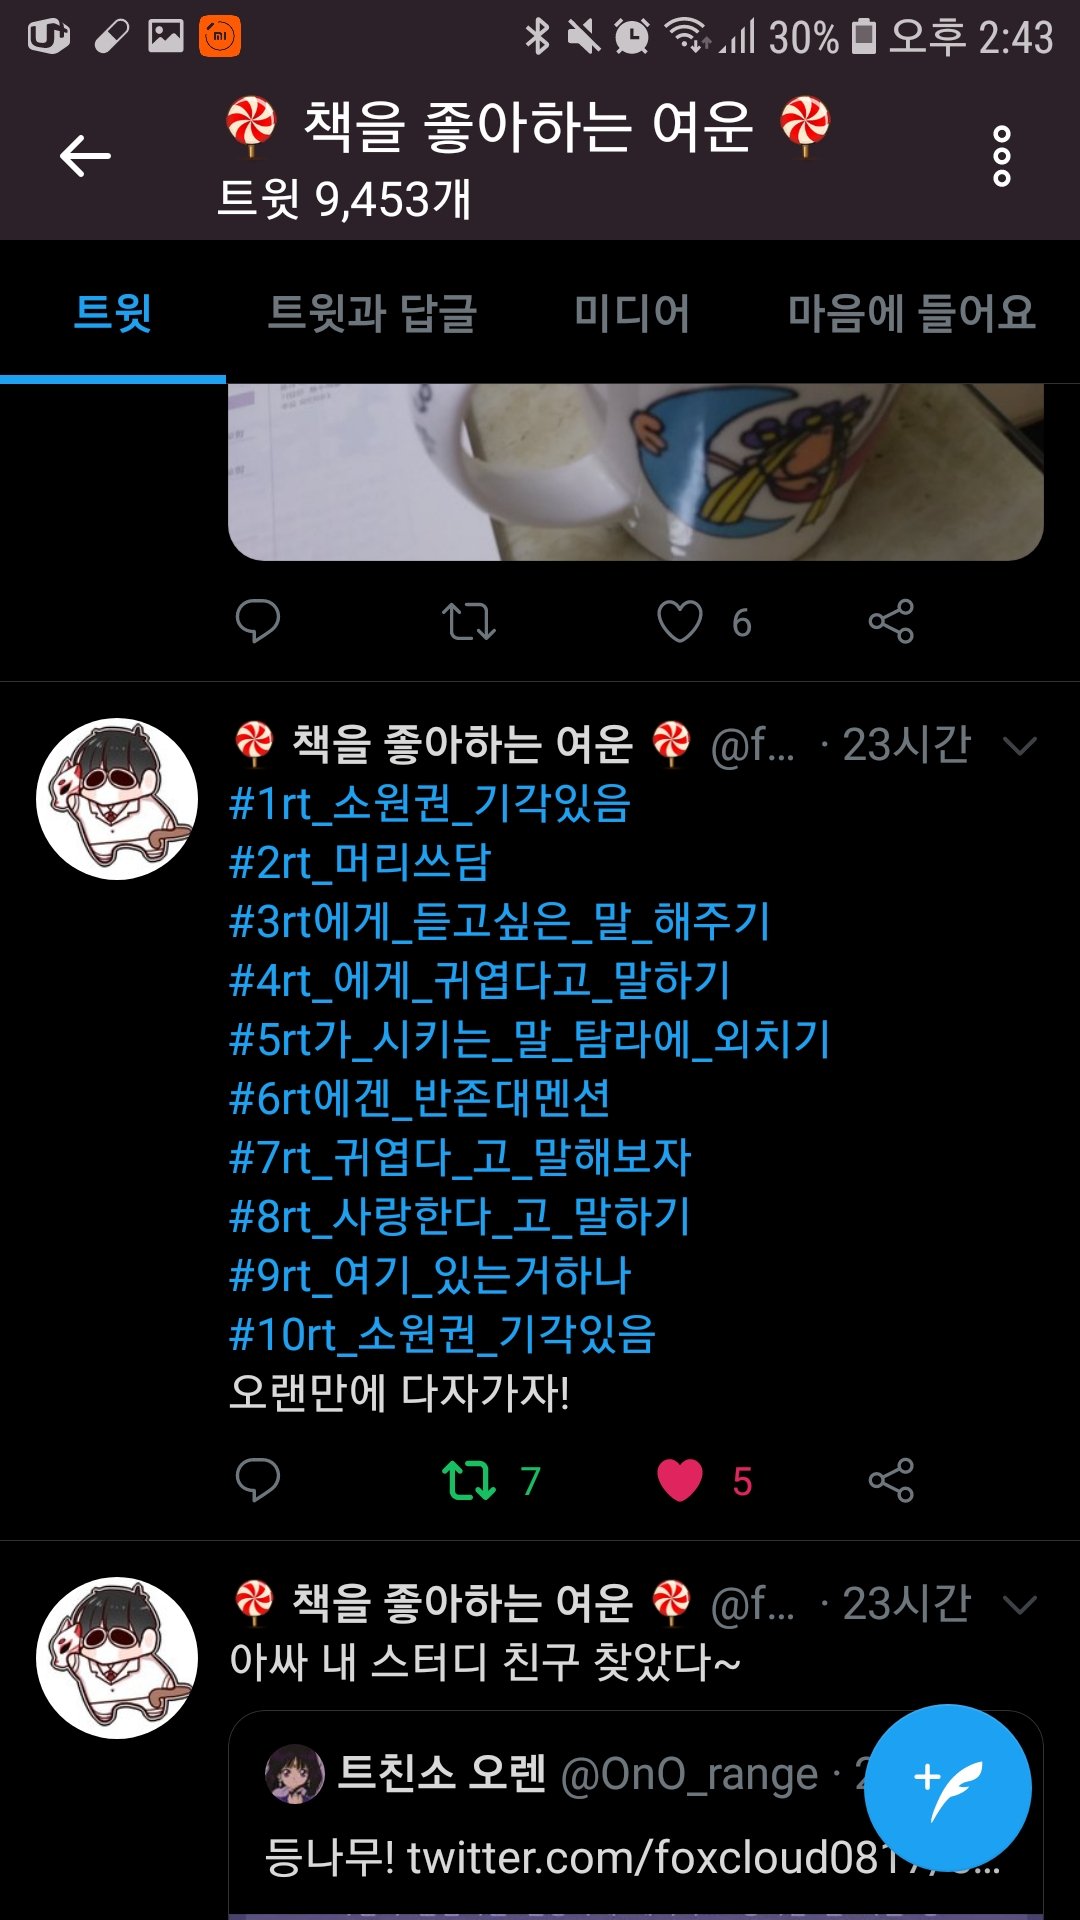 30% 오후 2:43
책을 좋아하는 여운
트윗 9,453개
트윗 트윗과 답글 미디어 마음에 들어요
6
책을 좋아하는 여운 @f... · 23시간
#1rt_소원권_기각있음
#2rt_머리쓰담
#3rt에게_듣고싶은_말_해주기
#4rt_에게_귀엽다고_말하기
#5rt가_시키는_말_탐라에_외치기
#6rt에겐_반존대멘션
#7rt_귀엽다_고_말해보자
#8rt_사랑한다_고_말하기
#9rt_여기_있는거하나
#10rt_소원권_기각있음
오랜만에 다자가자!
7 5
책을 좋아하는 여운 @f... · 23시간
아싸 내 스터디 친구 찾았다~
트친소 오렌 @OnO_range ·
등나무! twitter.com/foxcloud0817/...